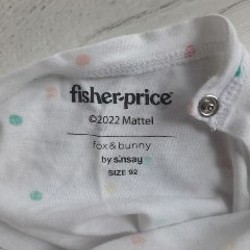 fisher-price
©2022 Mattel
fox & bunny
by sinsay
SIZE 92